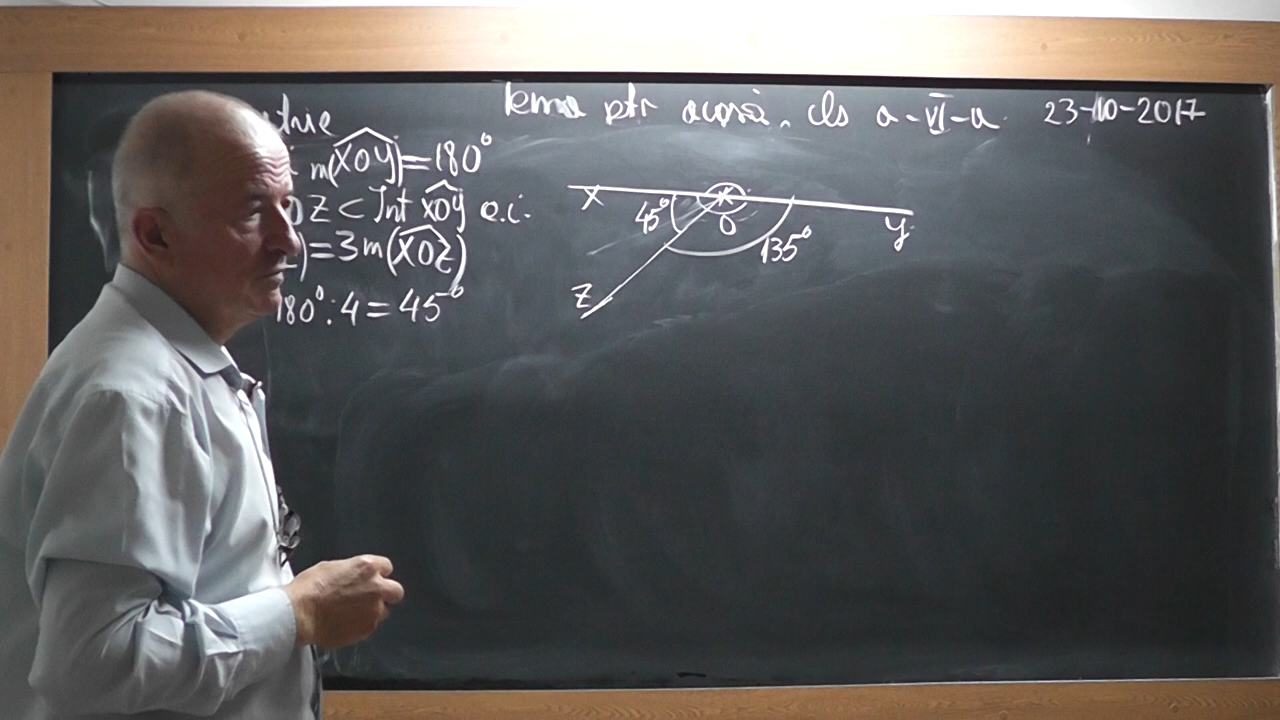 Tema ptr acasă, cls a-VI-a 23-10-2017
m(XOY)=180°
Z < Int XOY a.i.
)=3m(XOZ)
180°:4=45°
X 45° O 135° Y
Z